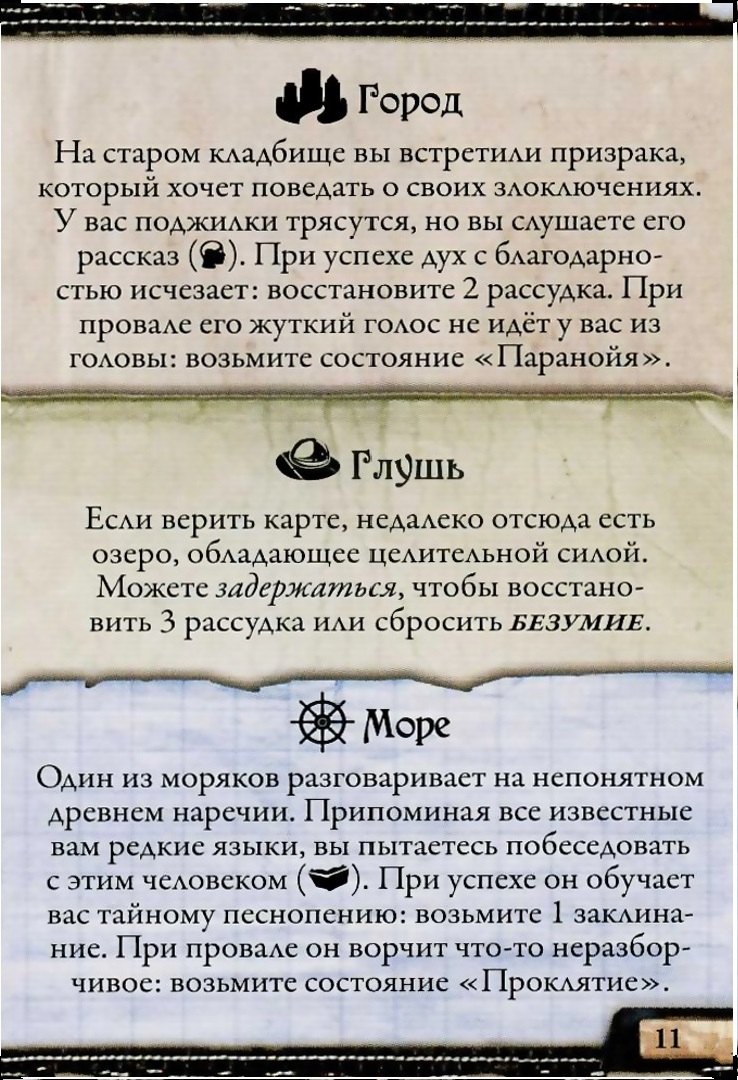 Город
На старом кладбище вы встретили призрака,
который хочет поведать о своих злоключениях.
У вас поджилки трясутся, но вы слушаете его
рассказ (). При успехе дух с благодарно-
стью исчезает: восстановите 2 рассудка. При
провале его жуткий голос не идёт у вас из
головы: возьмите состояние «Паранойя».
Глушь
Если верить карте, недалеко отсюда есть
озеро, обладающее целительной силой.
Можете задержаться, чтобы восстано-
вить 3 рассудка или сбросить БЕЗУМИЕ.
Море
Один из моряков разговаривает на непонятном
древнем наречии. Припоминая все известные
вам редкие языки, вы пытаетесь побеседовать
с этим человеком (). При успехе он обучает
вас тайному песнопению: возьмите 1 заклина-
ние. При провале он ворчит что-то неразбор-
чивое: возьмите состояние «Проклятие».
11